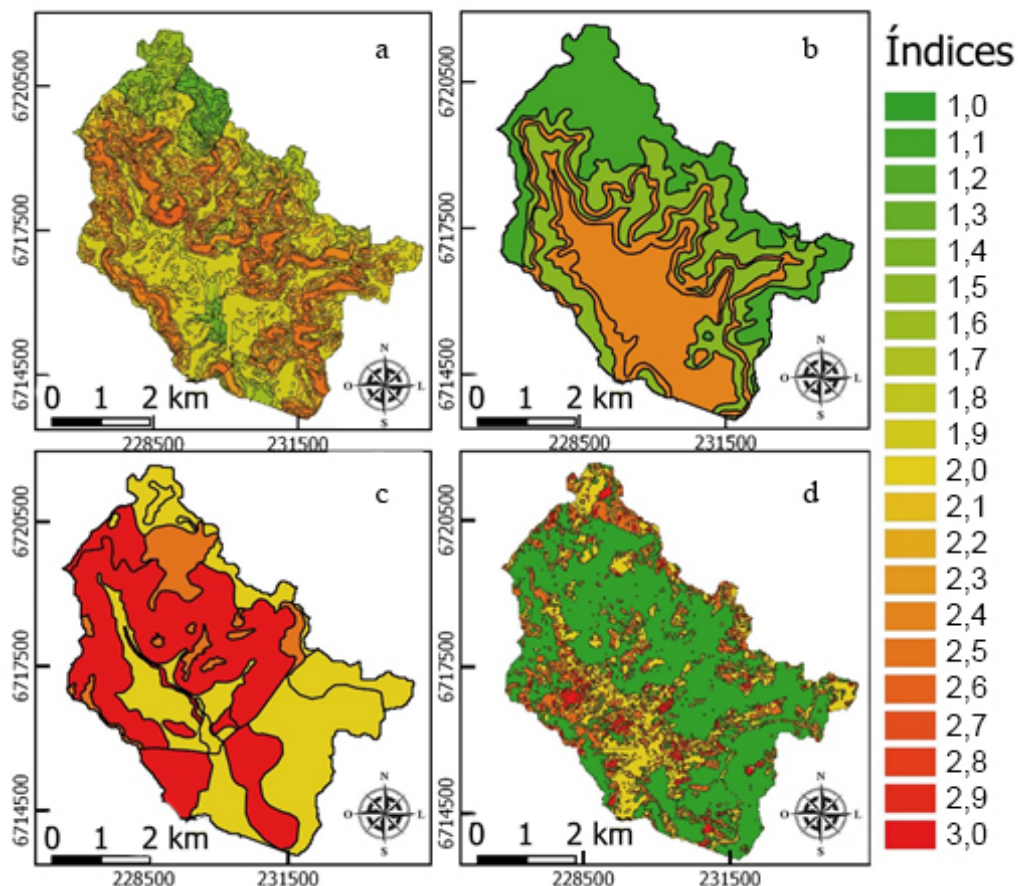 a
6720500
6717500
6714500
N
O L
S
0 1 2 km
228500 231500
b
6720500
6717500
6714500
N
O L
S
0 1 2 km
228500 231500
c
6720500
6717500
6714500
N
O L
S
0 1 2 km
228500 231500
d
6720500
6717500
6714500
N
O L
S
0 1 2 km
228500 231500
Índices
1,0
1,1
1,2
1,3
1,4
1,5
1,6
1,7
1,8
1,9
2,0
2,1
2,2
2,3
2,4
2,5
2,6
2,7
2,8
2,9
3,0